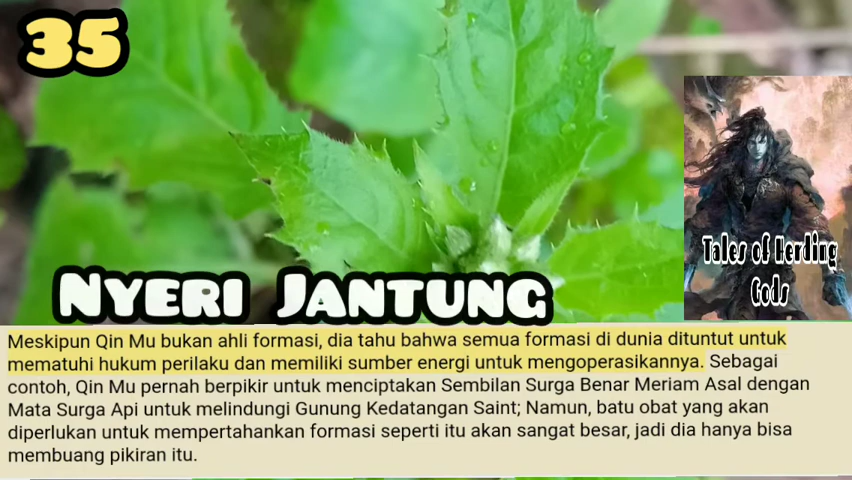 35
Tales of Herding
Gods
NYERI JANTUNG
Meskipun Qin Mu bukan ahli formasi, dia tahu bahwa semua formasi di dunia dituntut untuk
mematuhi hukum perilaku dan memiliki sumber energi untuk mengoperasikannya. Sebagai
contoh, Qin Mu pernah berpikir untuk menciptakan Sembilan Surga Benar Meriam Asal dengan
Mata Surga Api untuk melindungi Gunung Kedatangan Saint; Namun, batu obat yang akan
diperlukan untuk mempertahankan formasi seperti itu akan sangat besar, jadi dia hanya bisa
membuang pikiran itu.